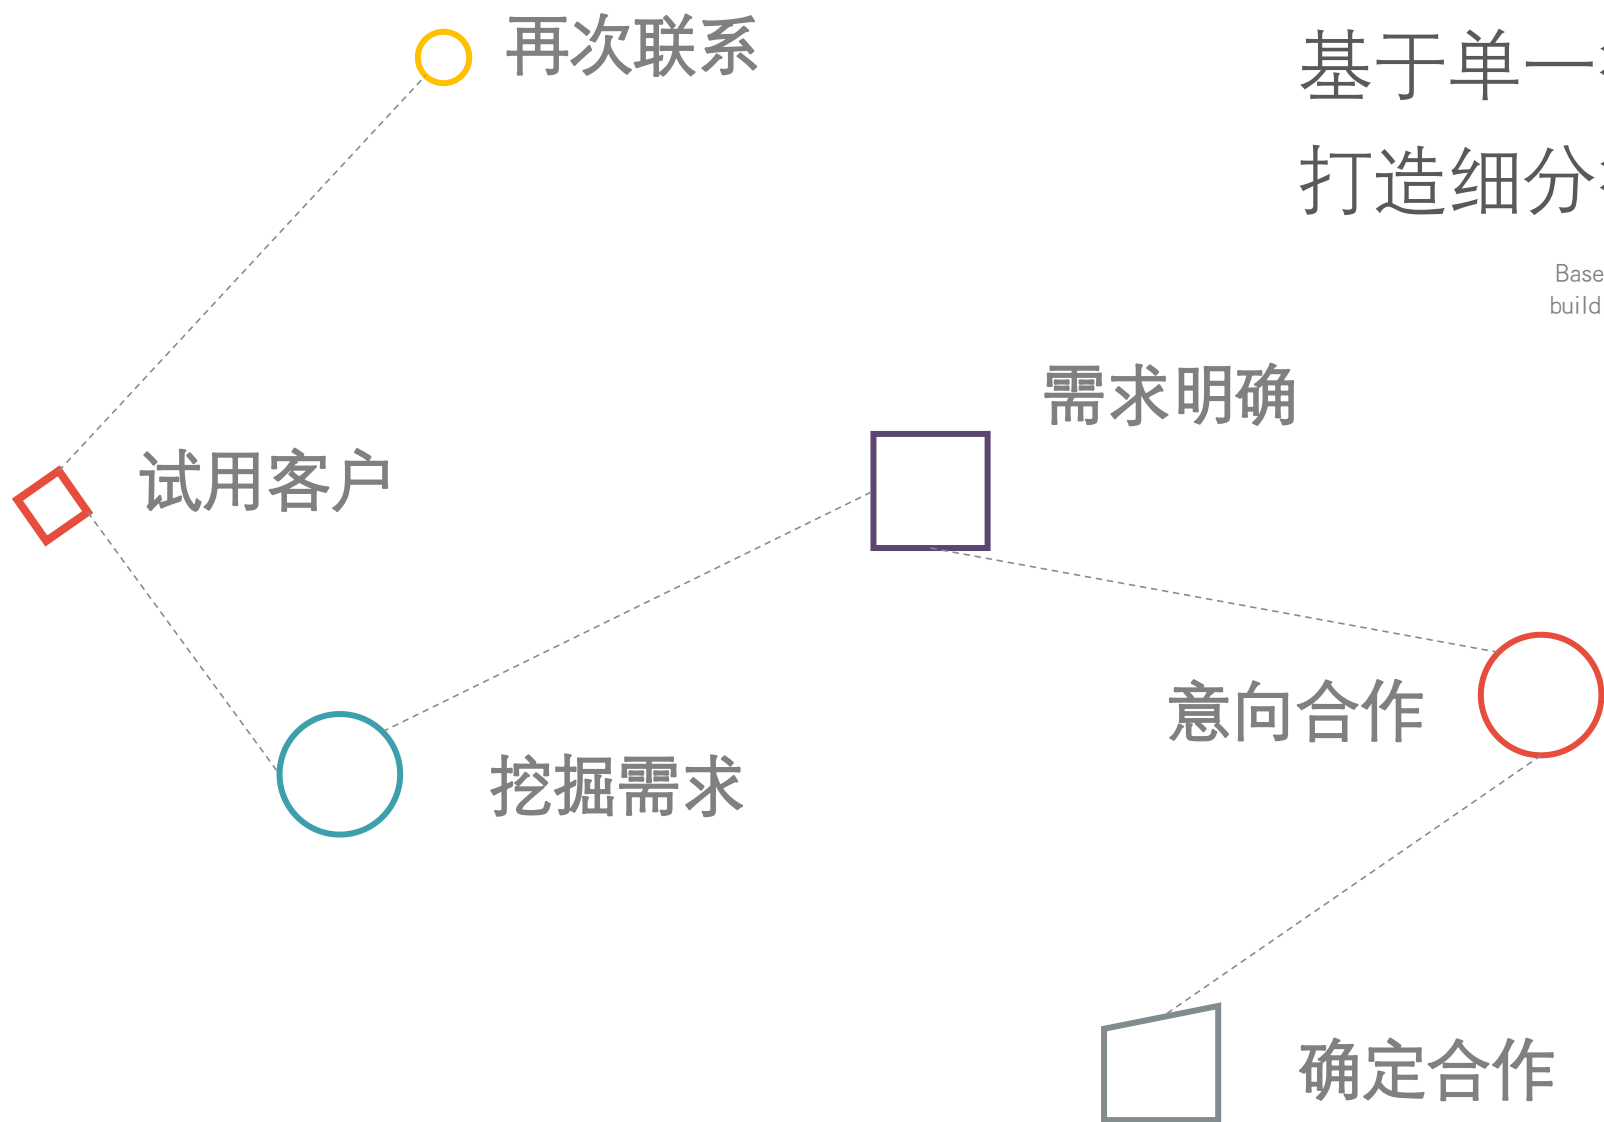 再次联系
基于单一
打造细分
Base
build
需求明确
试用客户
意向合作
挖掘需求
确定合作